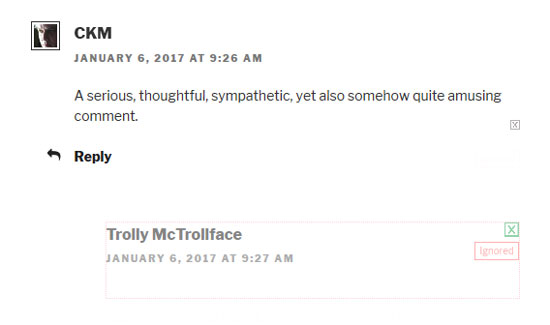 CKM
JANUARY 6, 2017 AT 9:26 AM
A serious, thoughtful, sympathetic, yet also somehow quite amusing
comment.
X
Reply
Trolly McTrollface
X
JANUARY 6, 2017 AT 9:27 AM
Ignored